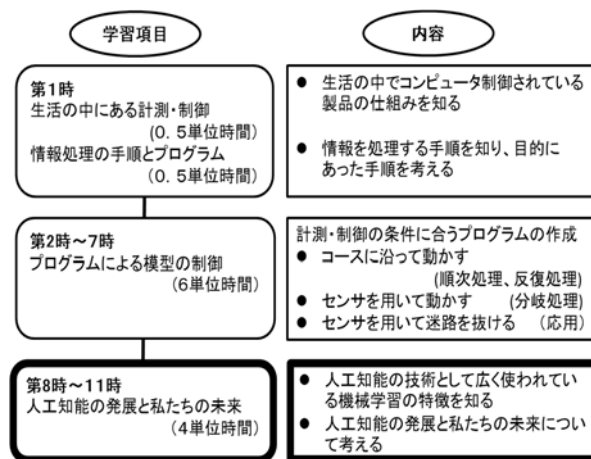 学習項目
内容
第1時
生活の中にある計測・制御
(0.5単位時間)
情報処理の手順とプログラム
(0.5単位時間)
● 生活の中でコンピュータ制御されている
製品の仕組みを知る
● 情報を処理する手順を知り、目的に
あった手順を考える
第2時～7時
プログラムによる模型の制御
(6単位時間)
計測・制御の条件に合うプログラムの作成
● コースに沿って動かす
(順次処理、反復処理)
● センサを用いて動かす (分岐処理)
● センサを用いて迷路を抜ける (応用)
第8時～11時
人工知能の発展と私たちの未来
(4単位時間)
● 人工知能の技術として広く使われてい
る機械学習の特徴を知る
● 人工知能の発展と私たちの未来につい
て考える